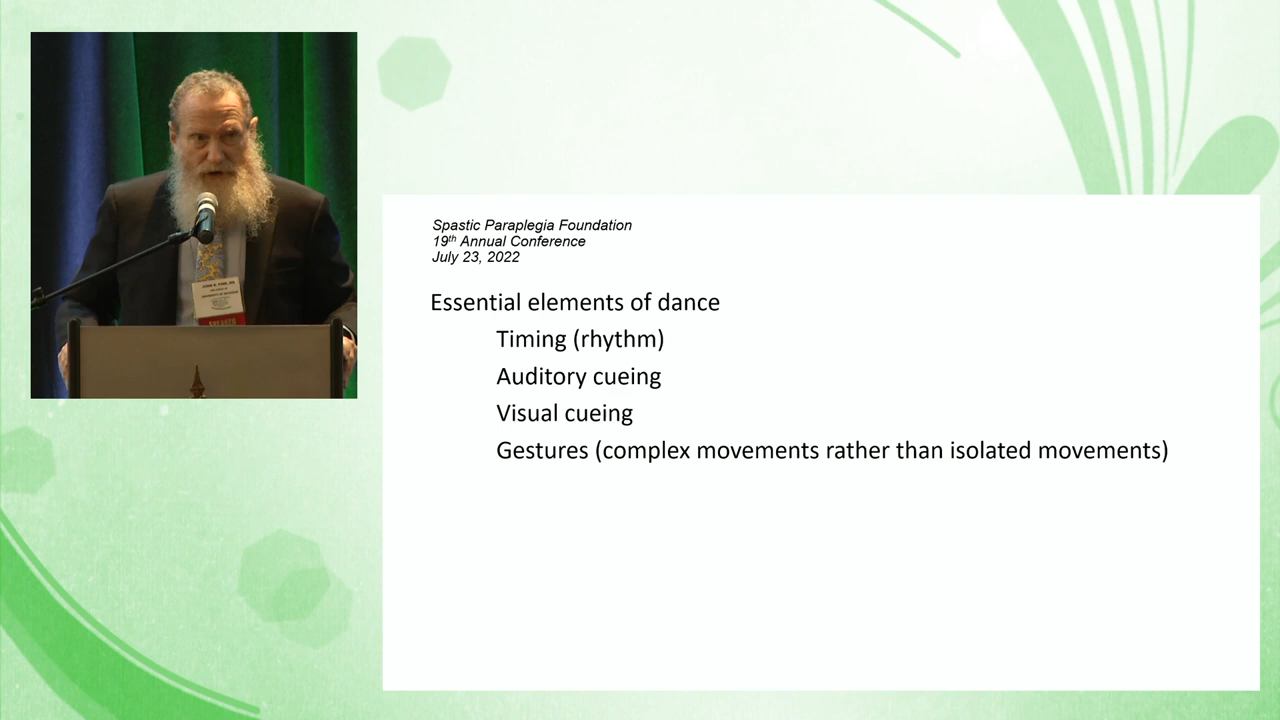 Spastic Paraplegia Foundation
19th Annual Conference
July 23, 2022
Essential elements of dance
Timing (rhythm)
Auditory cueing
Visual cueing
Gestures (complex movements rather than isolated movements)
SPEAKER